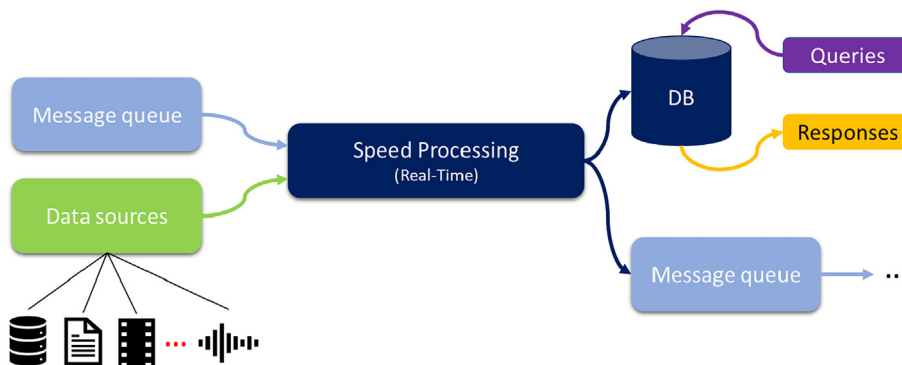 Queries
DB
Message queue
Responses
Speed Processing
(Real-Time)
Data sources
Message queue
..